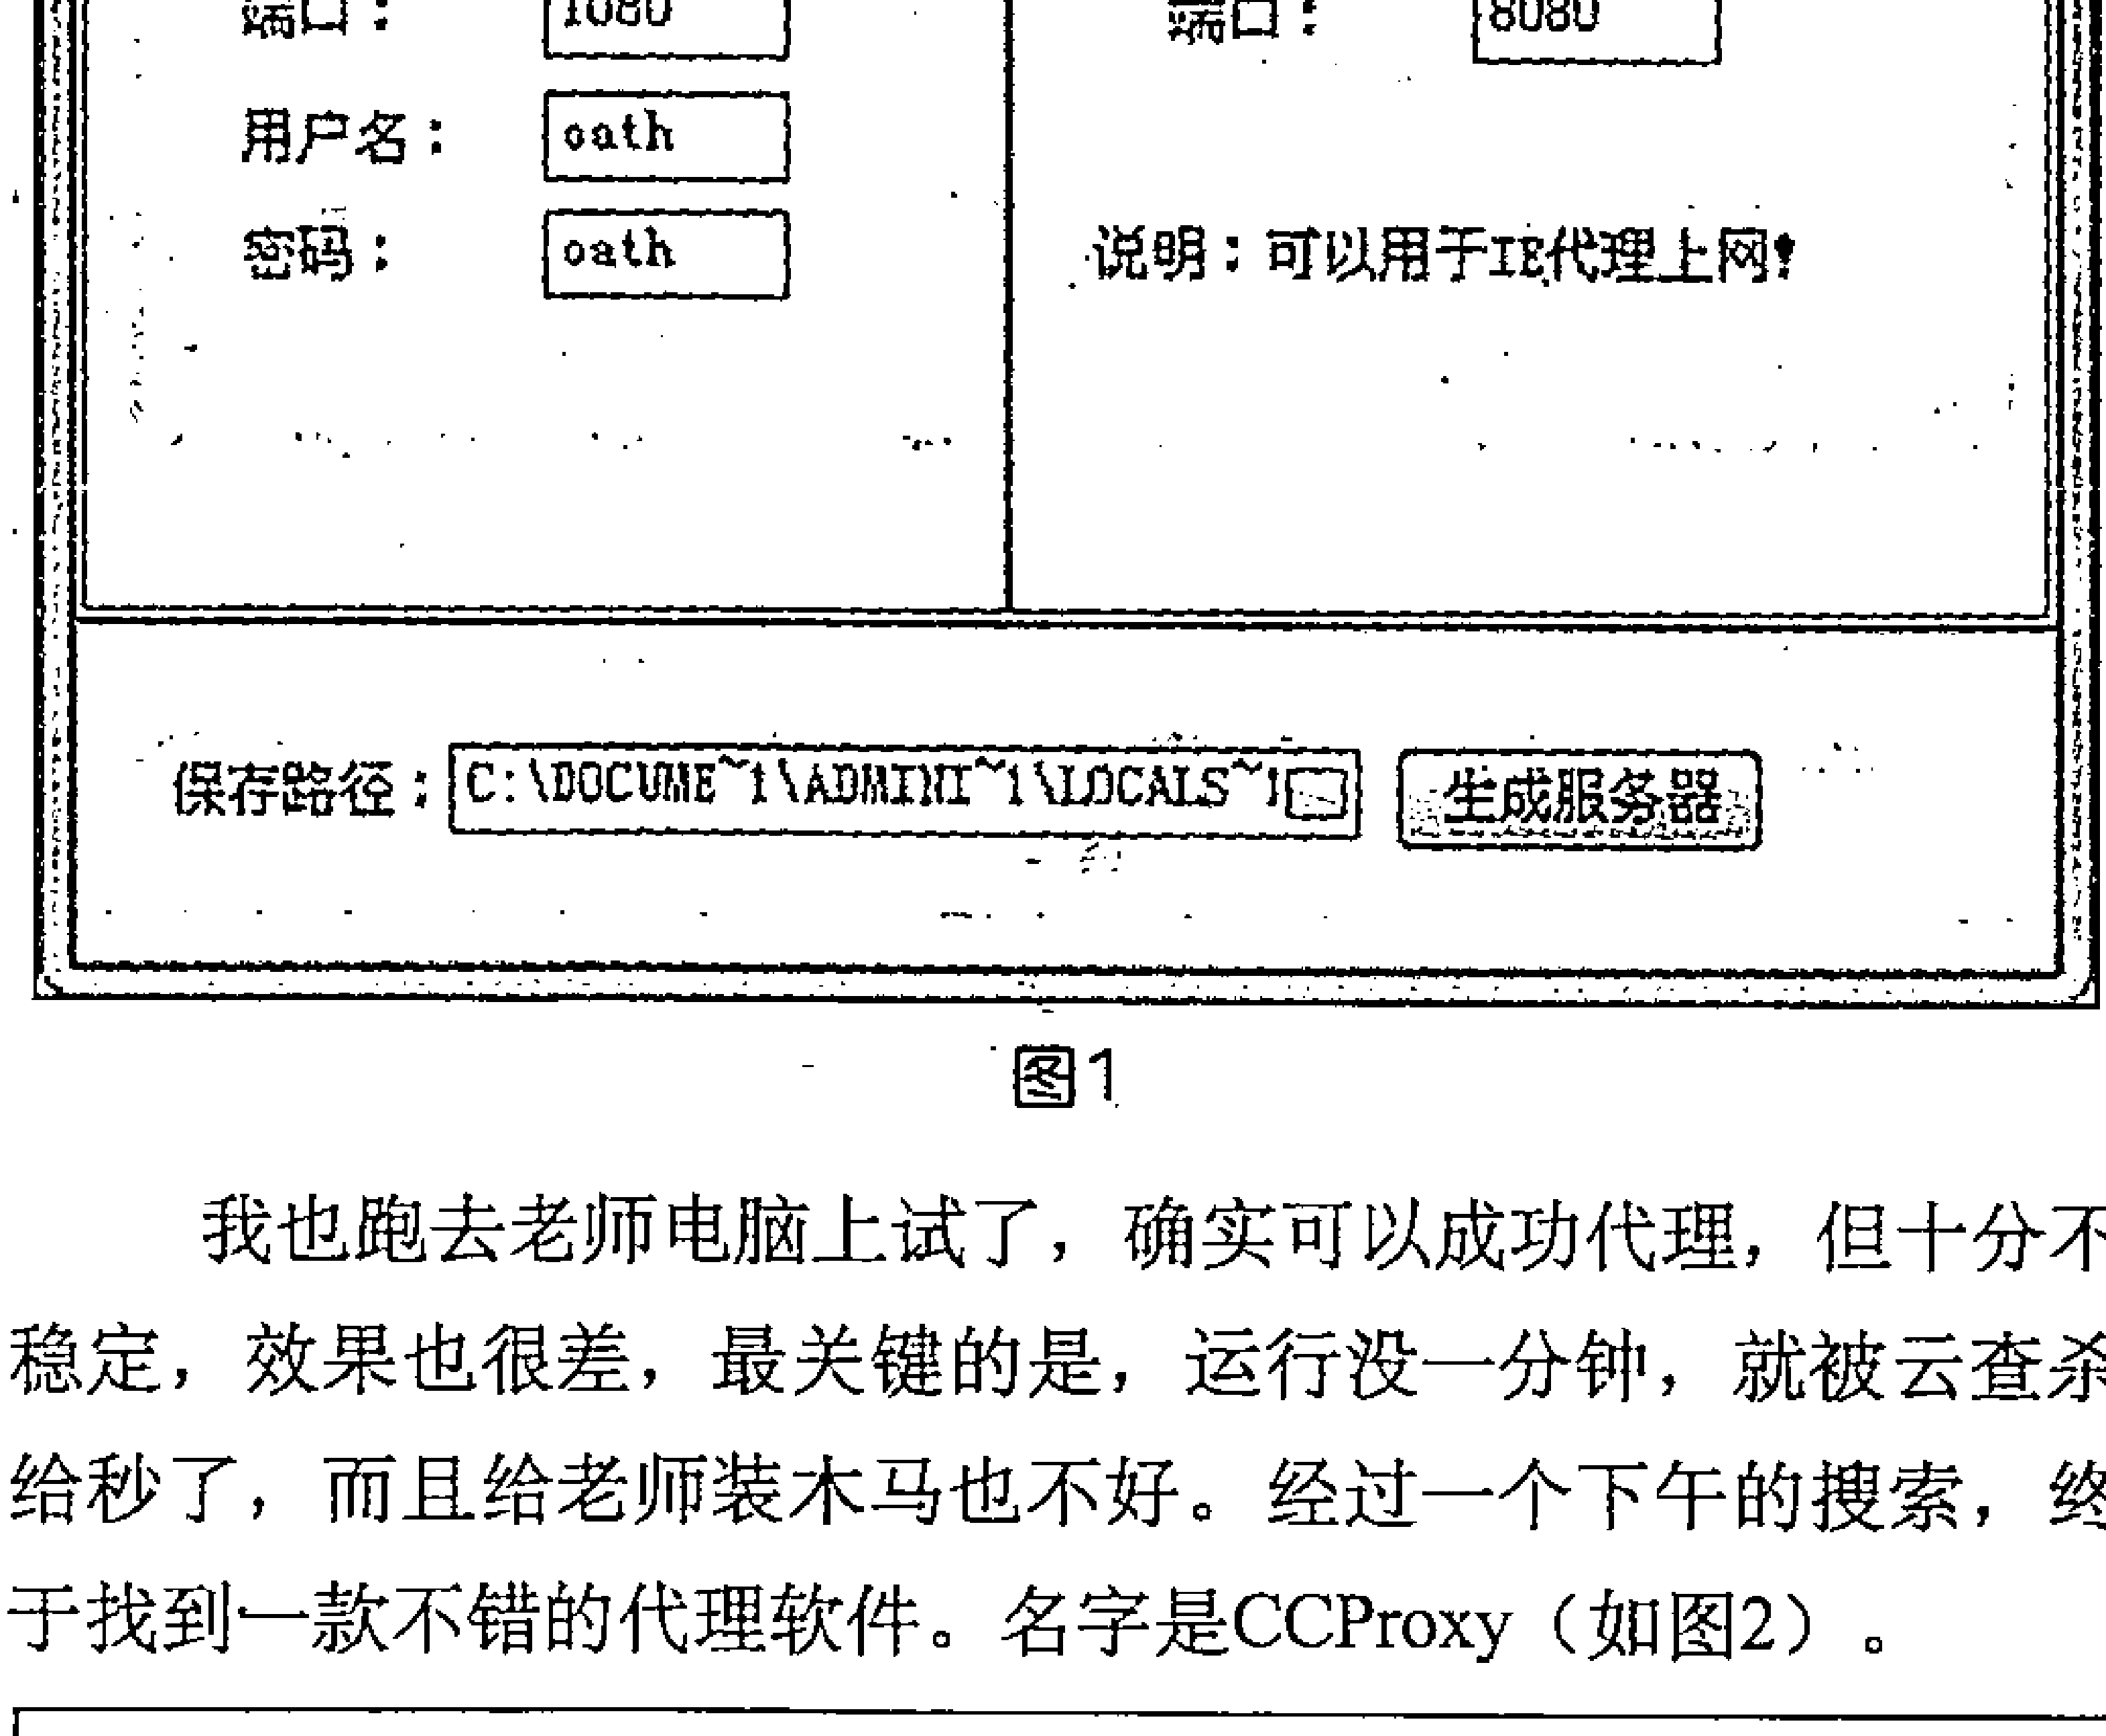 端口： 1080 端口： 8080
用户名： oath
密码： oath 说明：可以用于IE代理上网！
保存路径： C:\DOCUME~1\ADMINI~1\LOCALS~1 生成服务器
图1
我也跑去老师电脑上试了，确实可以成功代理，但十分不
稳定，效果也很差，最关键的是，运行没一分钟，就被云查杀
给秒了，而且给老师装木马也不好。经过一个下午的搜索，终
于找到一款不错的代理软件。名字是CCProxy（如图2）。